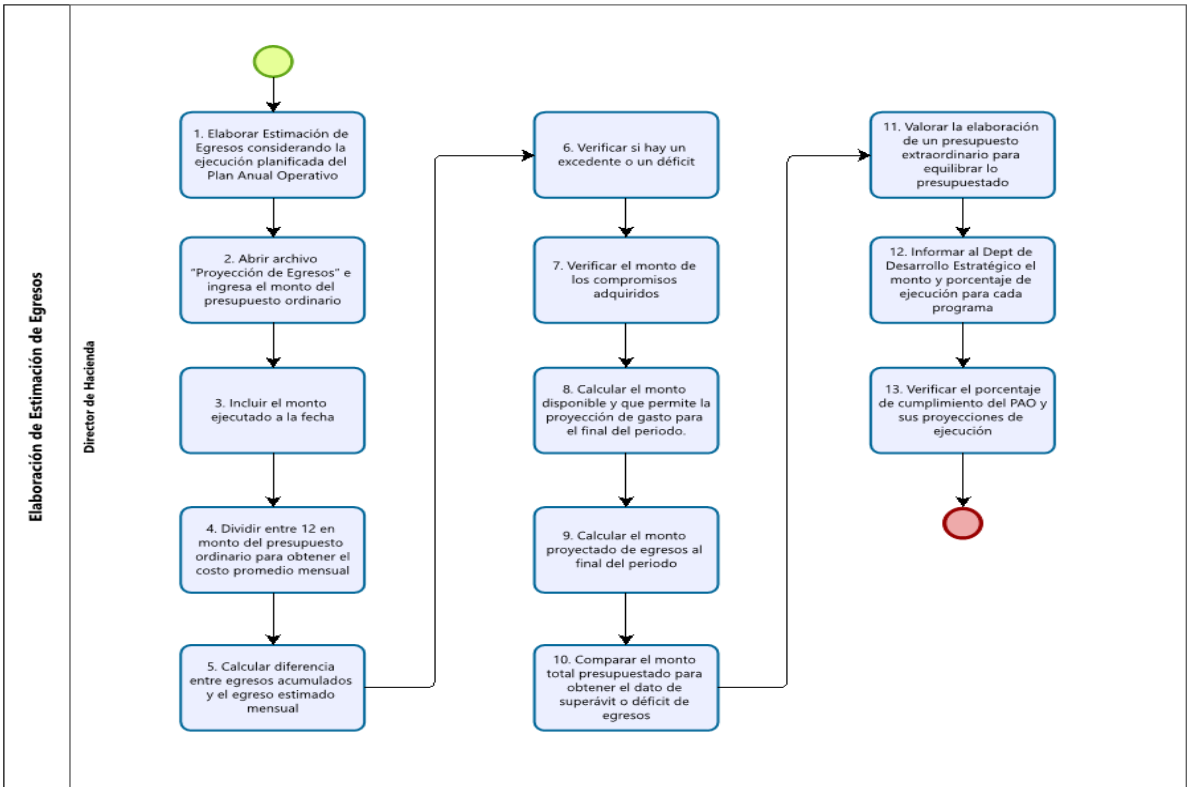 Elaboración de Estimación de Egresos
Director de Hacienda
1. Elaborar Estimación de
Egresos considerando la
ejecución planificada del
Plan Anual Operativo
2. Abrir archivo
“Proyección de Egresos” e
ingresa el monto del
presupuesto ordinario
3. Incluir el monto
ejecutado a la fecha
4. Dividir entre 12 en
monto del presupuesto
ordinario para obtener el
costo promedio mensual
5. Calcular diferencia
entre egresos acumulados
y el egreso estimado
mensual
6. Verificar si hay un
excedente o un déficit
7. Verificar el monto de
los compromisos
adquiridos
8. Calcular el monto
disponible y que permite la
proyección de gasto para
el final del periodo.
9. Calcular el monto
proyectado de egresos al
final del periodo
10. Comparar el monto
total presupuestado para
obtener el dato de
superávit o déficit de
egresos
11. Valorar la elaboración
de un presupuesto
extraordinario para
equilibrar lo
presupuestado
12. Informar al Dept de
Desarrollo Estratégico el
monto y porcentaje de
ejecución para cada
programa
13. Verificar el porcentaje
de cumplimiento del PAO y
sus proyecciones de
ejecución